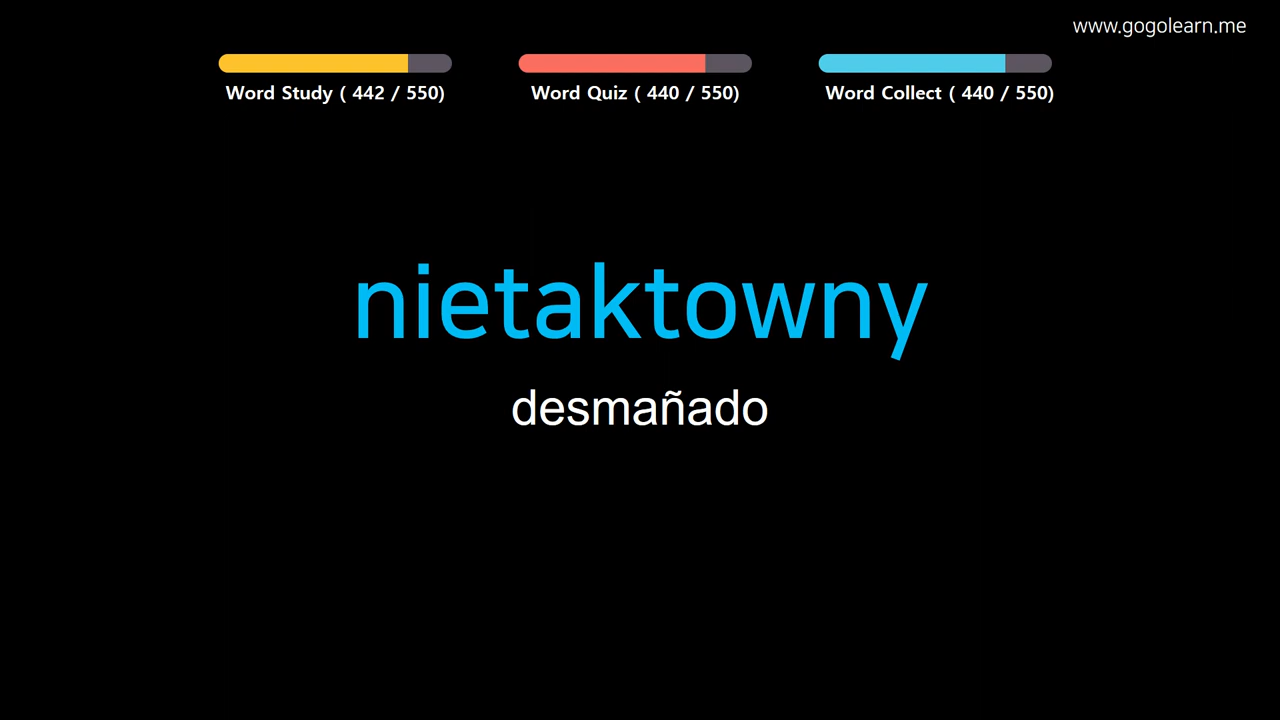 www.gogolearn.me
Word Study ( 442 / 550)
Word Quiz ( 440 / 550)
Word Collect ( 440 / 550)
nietaktowny
desmañado